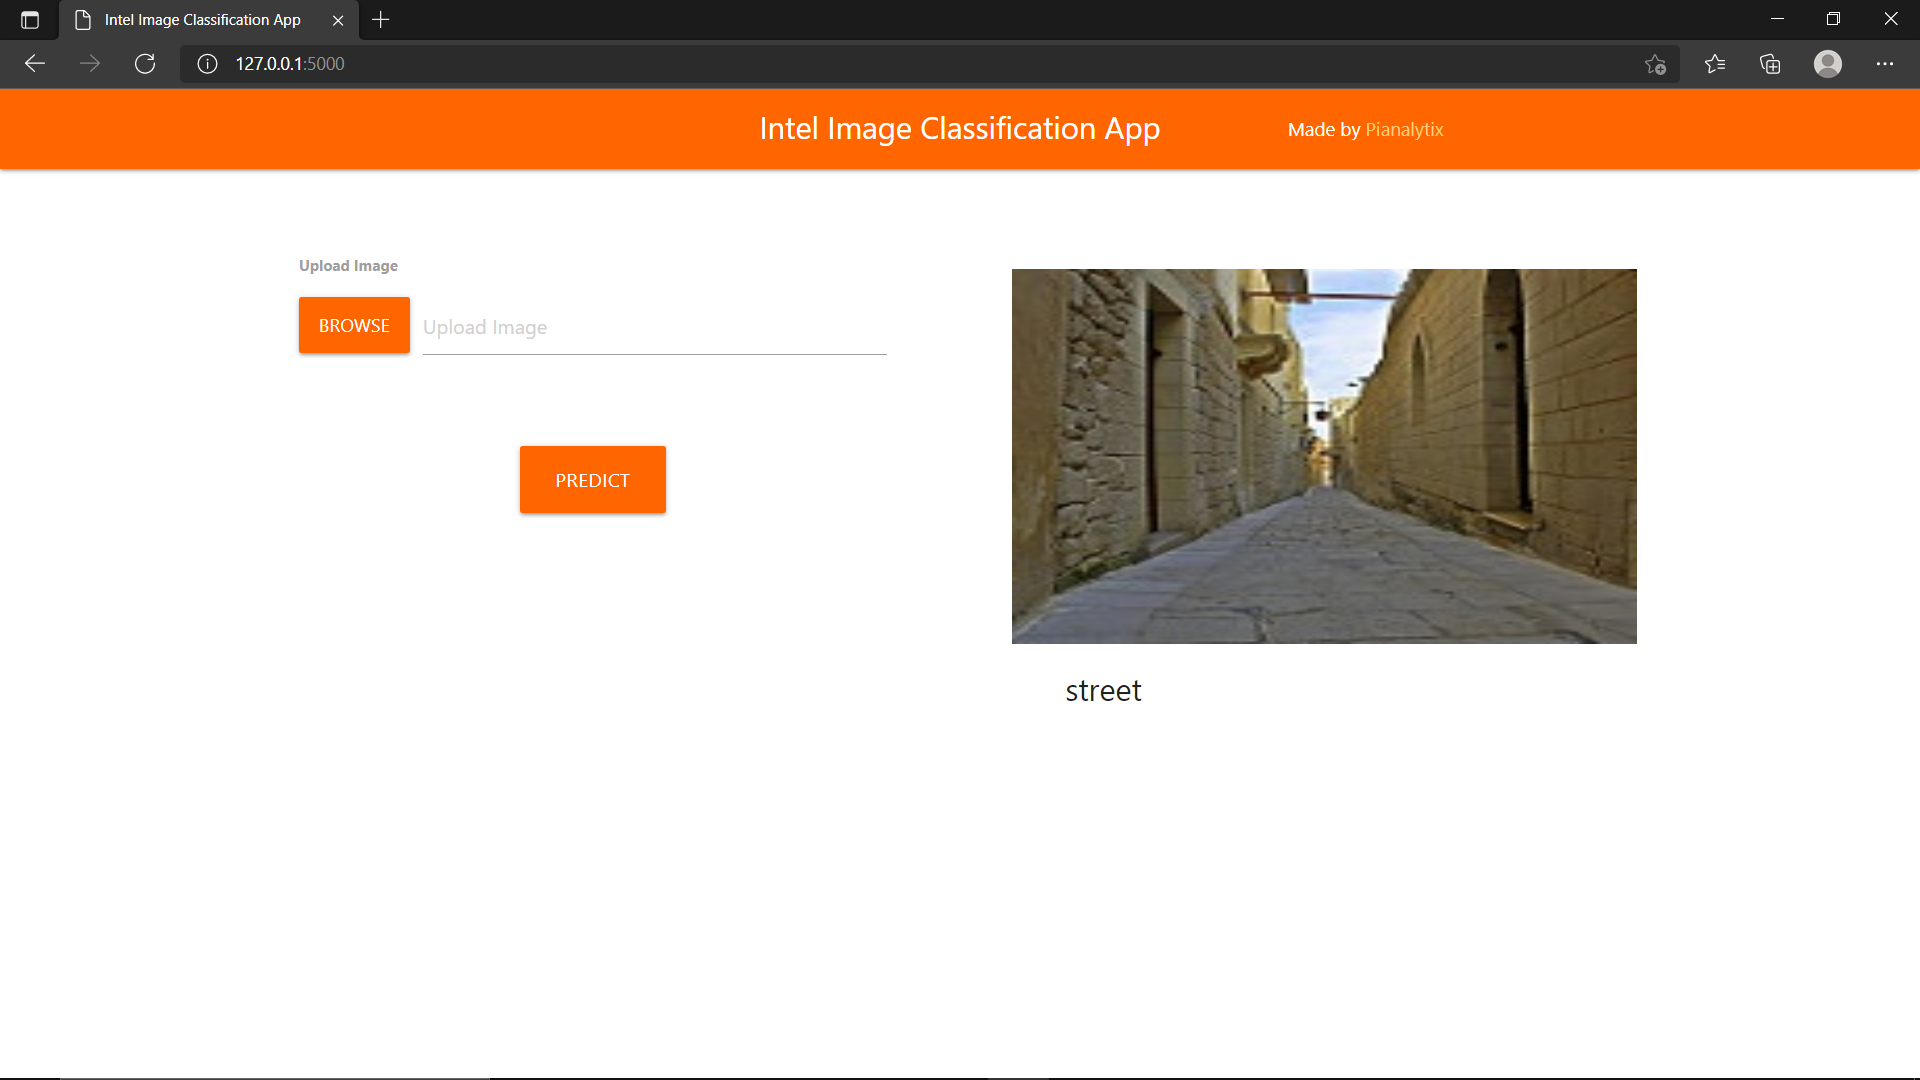 Intel Image Classification App
127.0.0.1:5000
Intel Image Classification App
Made by Pianalytix
Upload Image
BROWSE
Upload Image
PREDICT
street